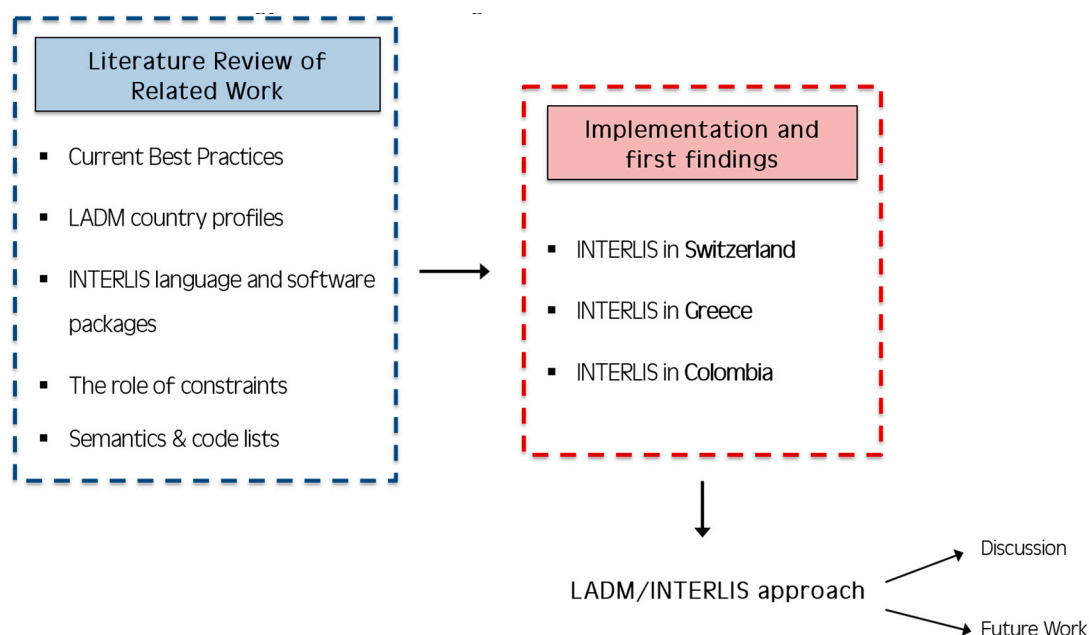 Literature Review of
Related Work
▪ Current Best Practices
▪ LADM country profiles
▪ INTERLIS language and software
packages
▪ The role of constraints
▪ Semantics & code lists
Implementation and
first findings
▪ INTERLIS in Switzerland
▪ INTERLIS in Greece
▪ INTERLIS in Colombia
LADM/INTERLIS approach
Discussion
Future Work